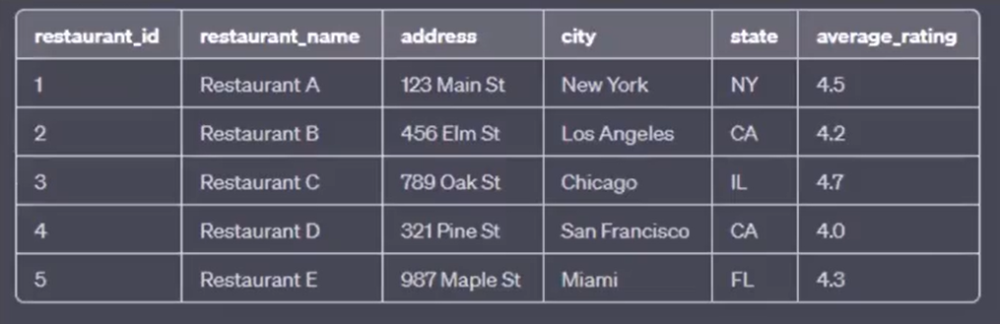 restaurant_id restaurant_name address city state average_rating
1 Restaurant A 123 Main St New York NY 4.5
2 Restaurant B 456 Elm St Los Angeles CA 4.2
3 Restaurant C 789 Oak St Chicago IL 4.7
4 Restaurant D 321 Pine St San Francisco CA 4.0
5 Restaurant E 987 Maple St Miami FL 4.3